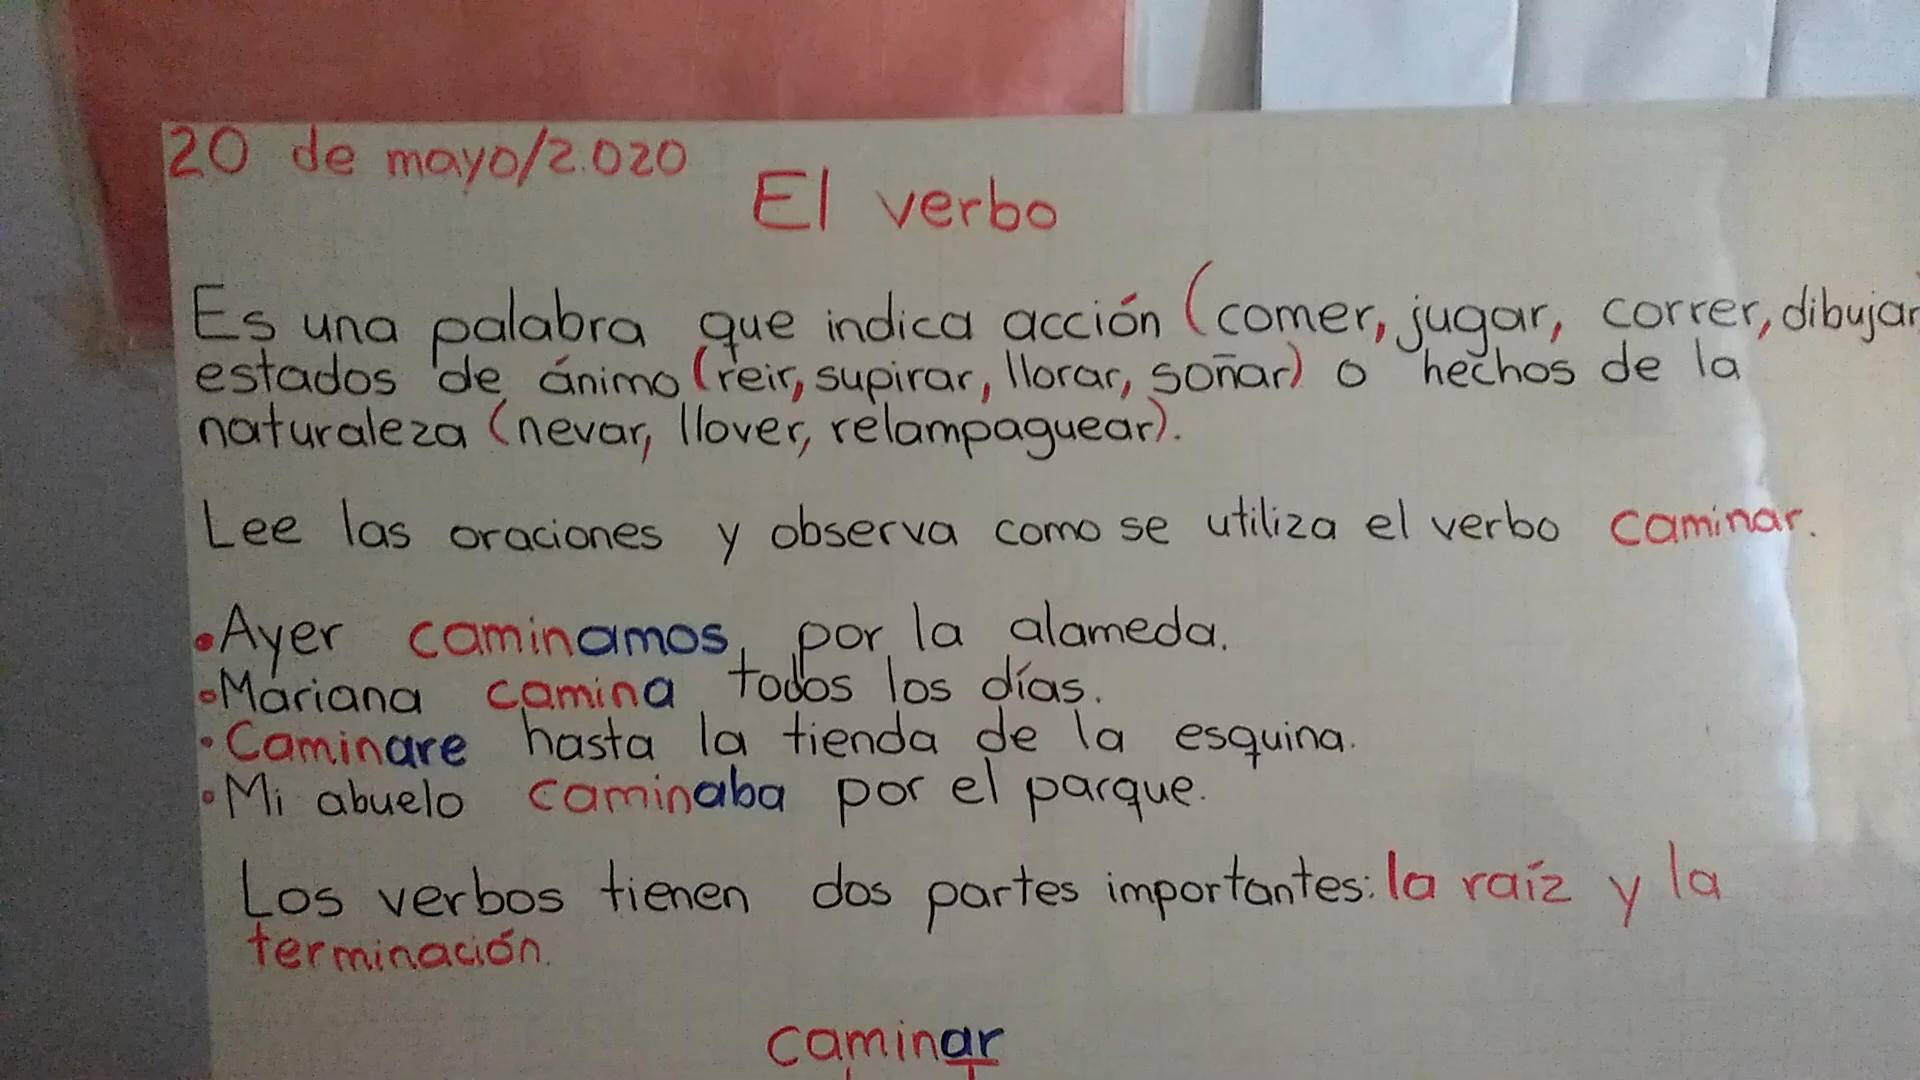 20 de mayo/2.020
El verbo
Es una palabra que indica acción (comer, jugar, correr, dibujar
estados de ánimo (reir, supirar, llorar, soñar) o hechos de la
naturaleza (nevar, llover, relampaguear).
Lee las oraciones y observa como se utiliza el verbo caminar.
•Ayer caminamos por la alameda.
•Mariana camina todos los días.
•Caminare hasta la tienda de la esquina.
•Mi abuelo caminaba por el parque.
Los verbos tienen dos partes importantes: la raíz y la
terminación.
caminar